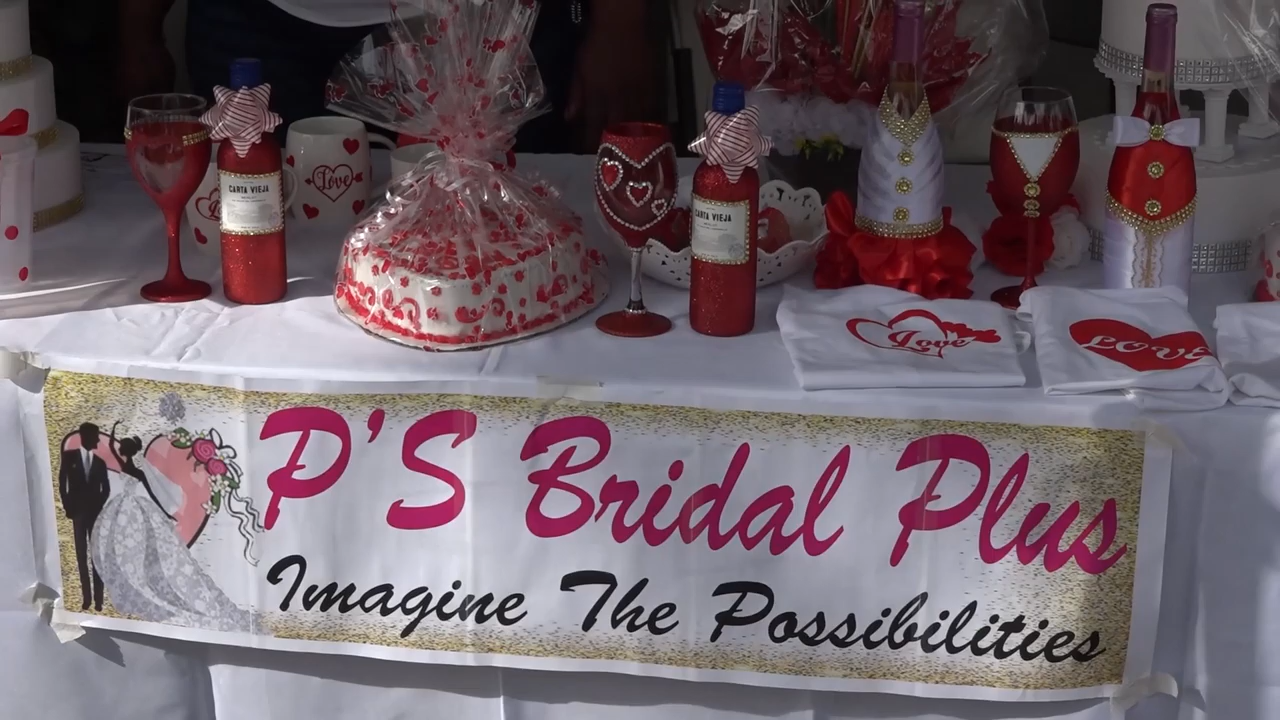 CARTA VIEJA
Love
CARTA VIEJA
Love
LOVE
P'S Bridal Plus
Imagine The Possibilities